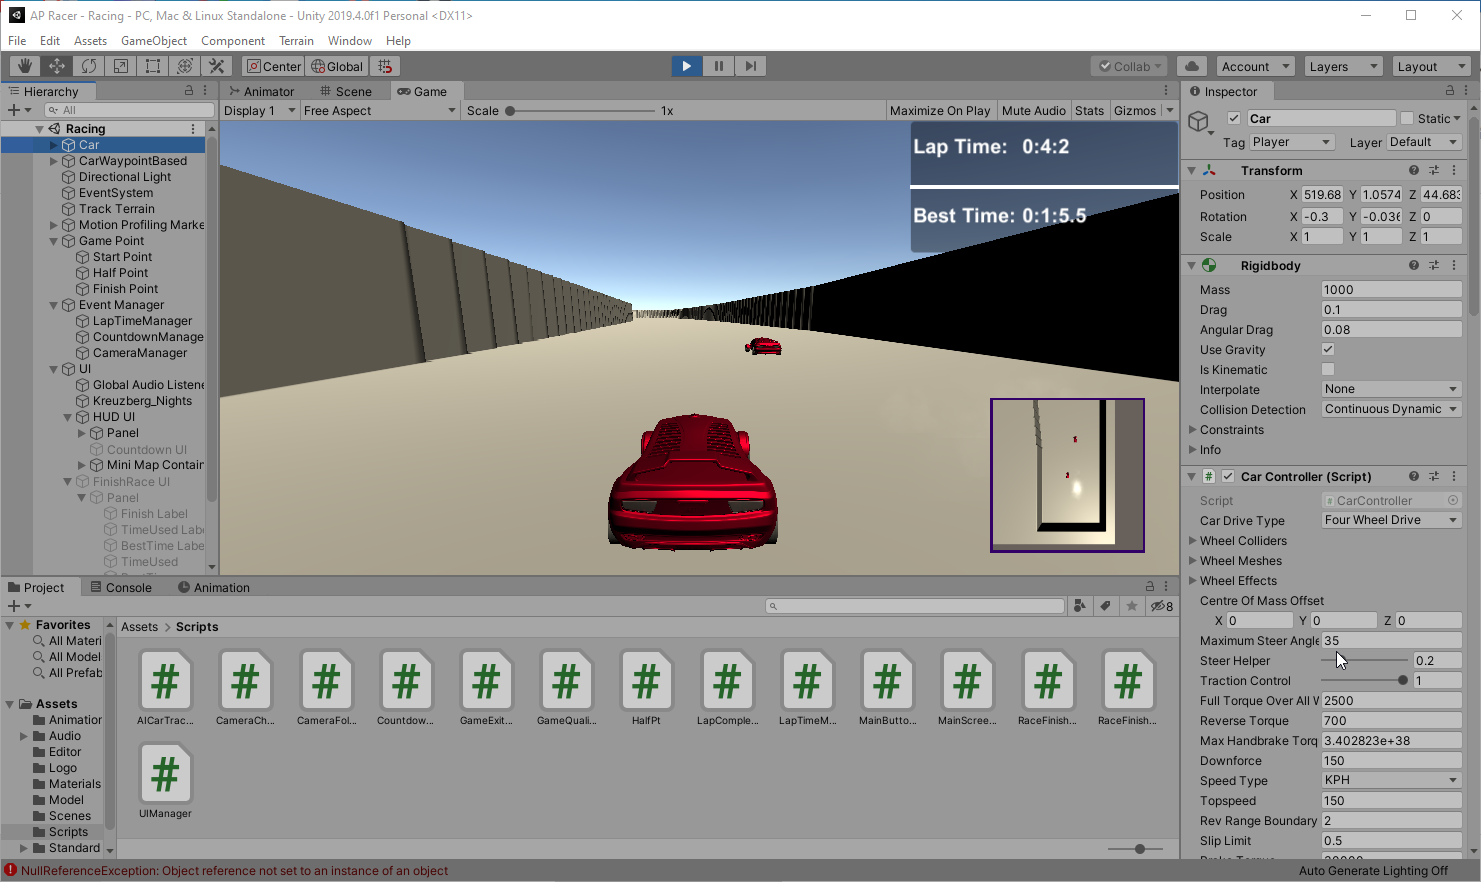 AP Racer - Racing - PC, Mac & Linux Standalone - Unity 2019.4.0f1 Personal <DX11>
File Edit Assets GameObject Component Terrain Window Help
Center Global Collab Account Layers Layout
Hierarchy
All
Racing
Car
CarWaypointBased
Directional Light
EventSystem
Track Terrain
Motion Profiling Marke
Game Point
Start Point
Half Point
Finish Point
Event Manager
LapTimeManager
CountdownManage
CameraManager
UI
Global Audio Listene
Kreuzberg_Nights
HUD UI
Panel
Countdown UI
Mini Map Contain
FinishRace UI
Panel
Finish Label
TimeUsed Labe
BestTime Labe
TimeUsed
Animator Scene Game
Display 1 Free Aspect Scale 1x Maximize On Play Mute Audio Stats Gizmos
Lap Time: 0:4:2
Best Time: 0:1:5.5
Inspector
Car Static
Tag Player Layer Default
Transform
Position X 519.68 Y 1.0574 Z 44.683
Rotation X -0.3 Y -0.036 Z 0
Scale X 1 Y 1 Z 1
Rigidbody
Mass 1000
Drag 0.1
Angular Drag 0.08
Use Gravity
Is Kinematic
Interpolate None
Collision Detection Continuous Dynamic
Constraints
Info
Car Controller (Script)
Script CarController
Car Drive Type Four Wheel Drive
Wheel Colliders
Wheel Meshes
Wheel Effects
Centre Of Mass Offset
X 0 Y 0 Z 0
Maximum Steer Angle 35
Steer Helper 0.2
Traction Control 1
Full Torque Over All W 2500
Reverse Torque 700
Max Handbrake Torq 3.402823e+38
Downforce 150
Speed Type KPH
Topspeed 150
Rev Range Boundary 2
Slip Limit 0.5
Project Console Animation
8
Favorites
All Materi
All Model
All Prefab
Assets
Animation
Audio
Editor
Logo
Materials
Model
Scenes
Scripts
Standard
Assets > Scripts
AICarTrac... CameraCh... CameraFol... Countdow... GameExit... GameQuali... HalfPt LapComple... LapTimeM... MainButto... MainScree... RaceFinish... RaceFinish...
UIManager
NullReferenceException: Object reference not set to an instance of an object
Auto Generate Lighting Off